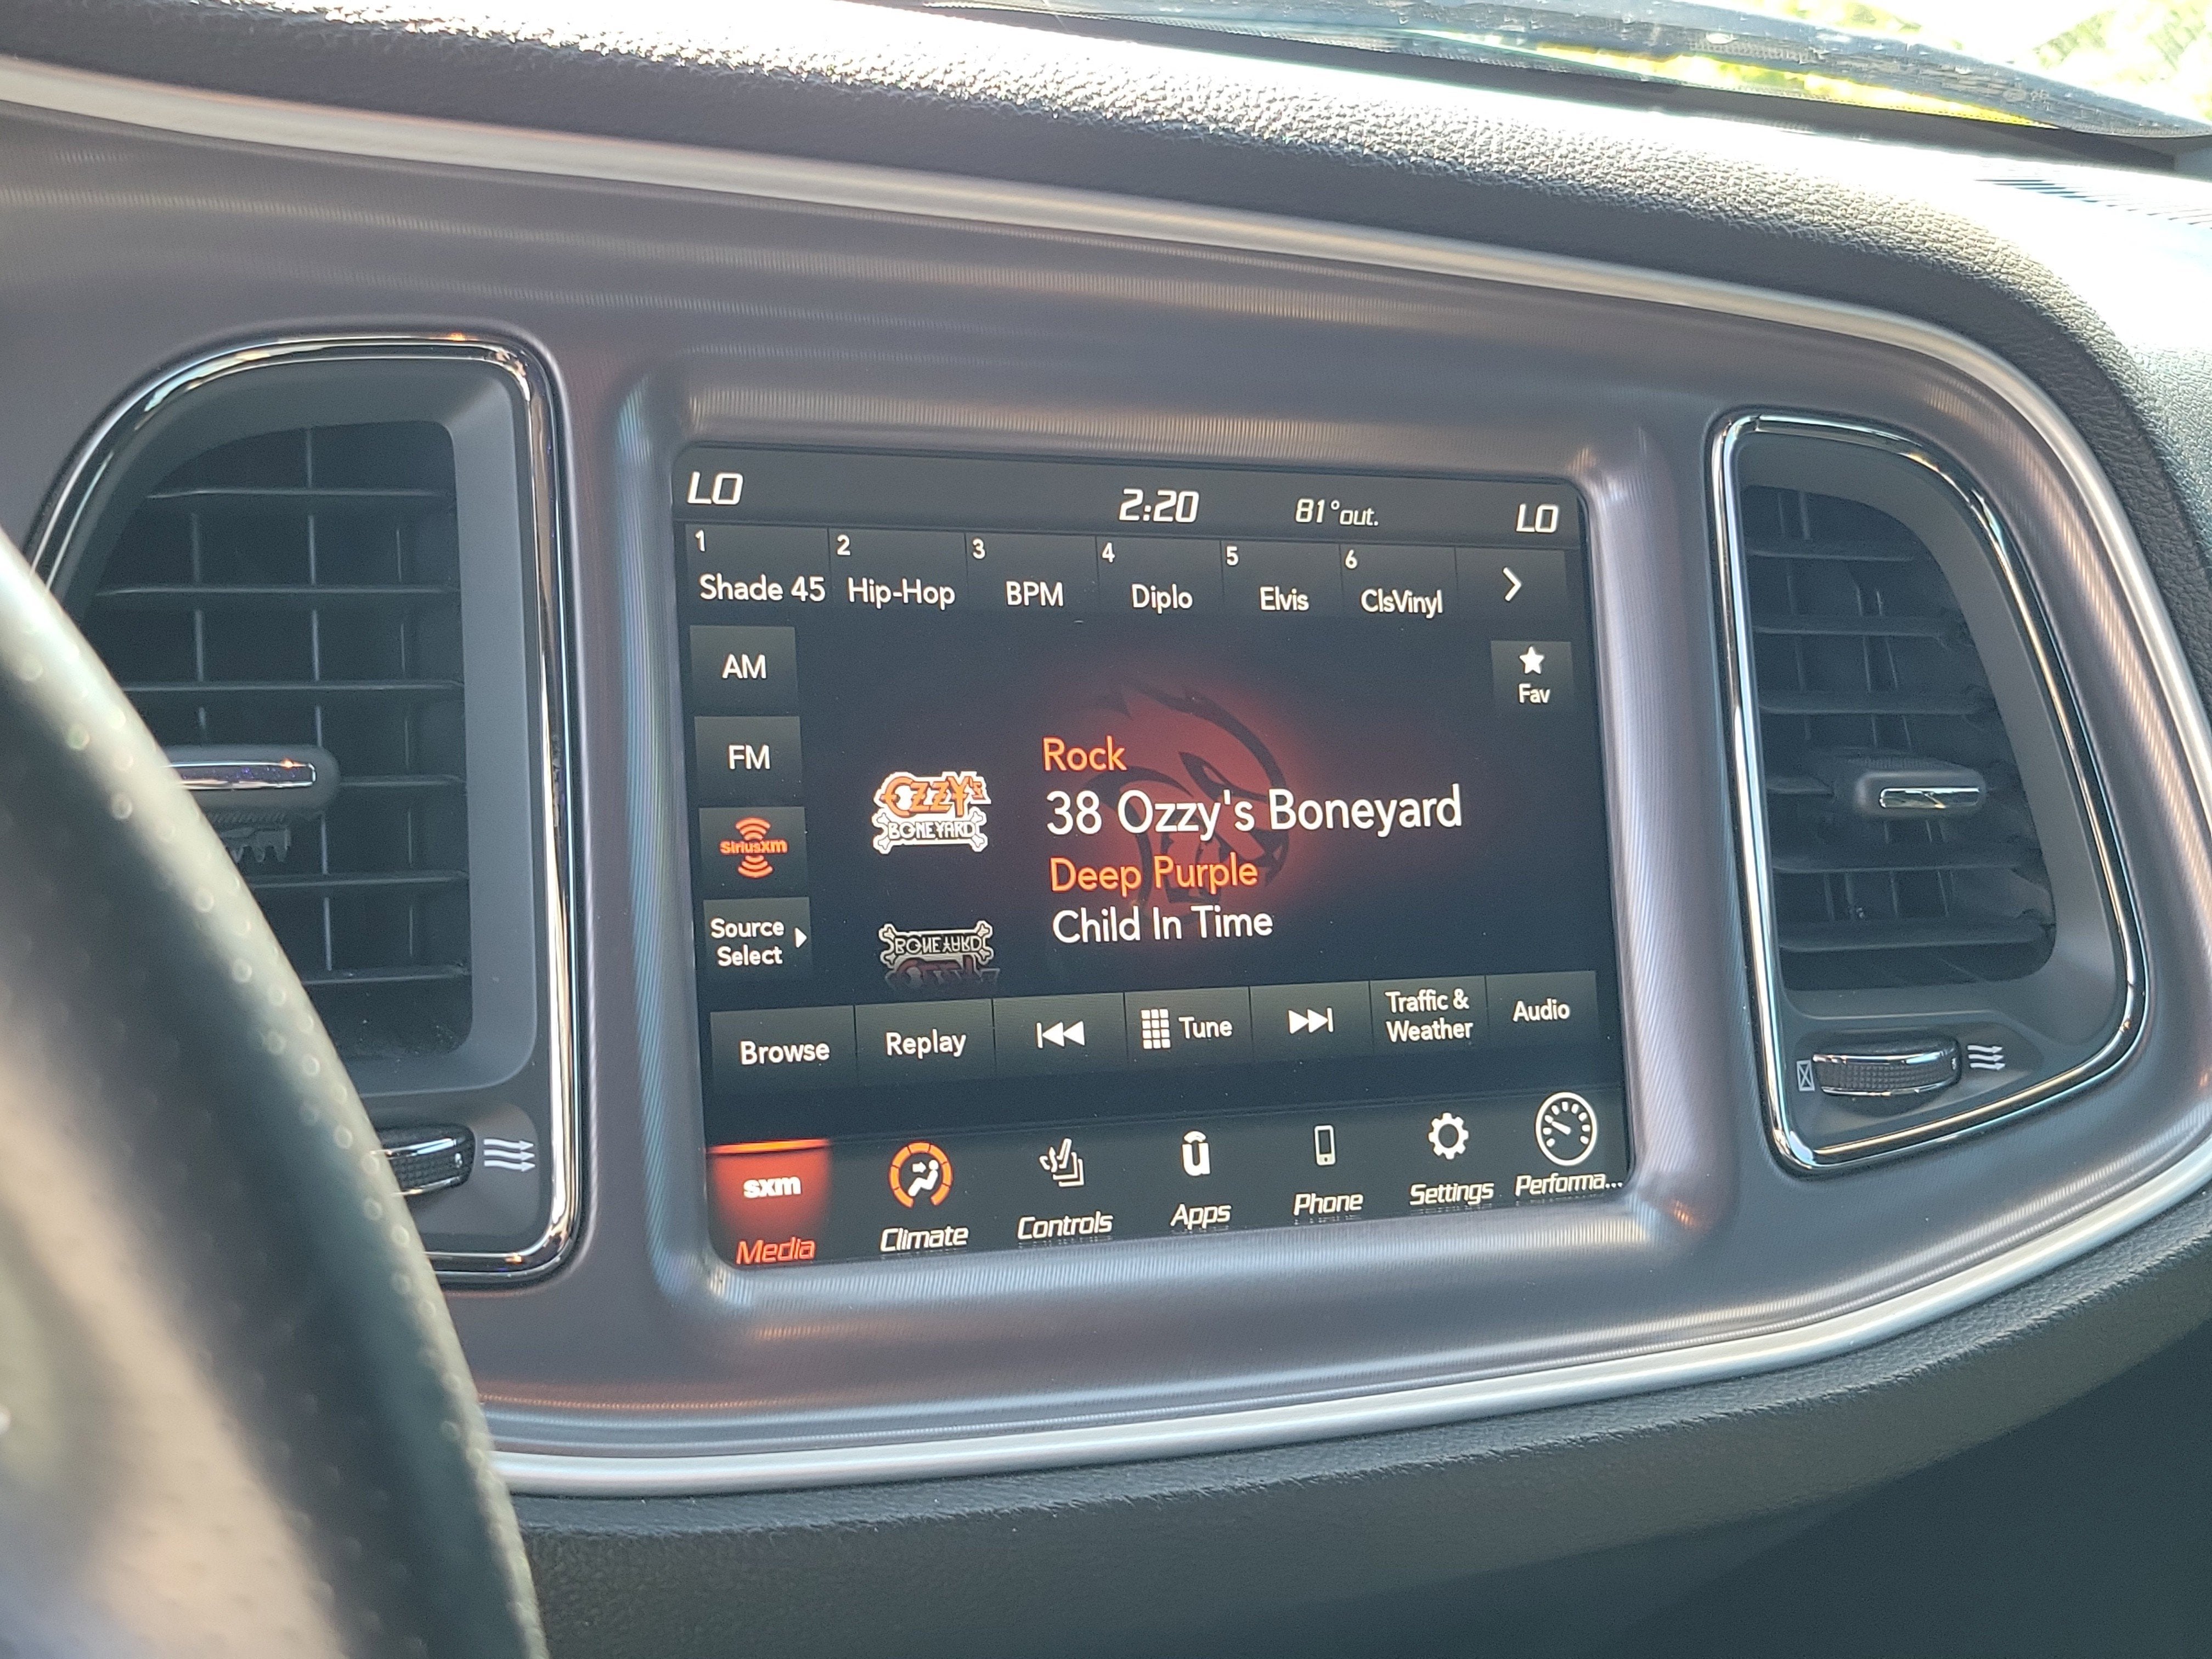 LO 2:20 81°out. LO
1 2 3 4 5 6
Shade 45 Hip-Hop BPM Diplo Elvis ClsVinyl
AM
Fav
FM
Rock
OZZY'S
BONEYARD
38 Ozzy's Boneyard
SiriusXM
Deep Purple
Child In Time
Source
Select
BONEYARD
OZZY'S
Browse Replay Tune Traffic &
Weather Audio
sxm
Media Climate Controls Apps Phone Settings Performa...